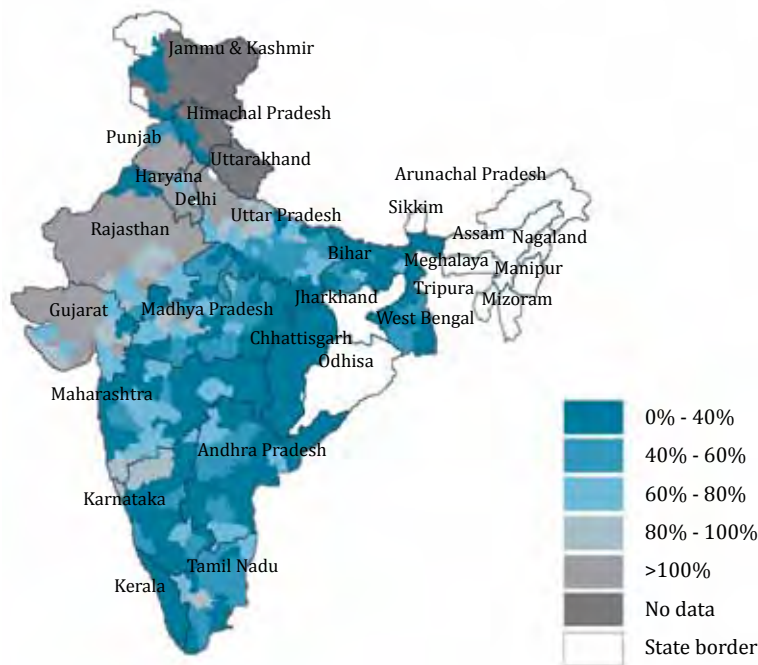 Jammu & Kashmir
Himachal Pradesh
Punjab
Uttarakhand
Haryana
Delhi
Arunachal Pradesh
Sikkim
Uttar Pradesh
Rajasthan
Assam
Nagaland
Bihar
Meghalaya
Manipur
Tripura
Jharkhand
Mizoram
Gujarat
Madhya Pradesh
West Bengal
Chhattisgarh
Odhisa
Maharashtra
Andhra Pradesh
Karnataka
Tamil Nadu
Kerala
0% - 40%
40% - 60%
60% - 80%
80% - 100%
>100%
No data
State border